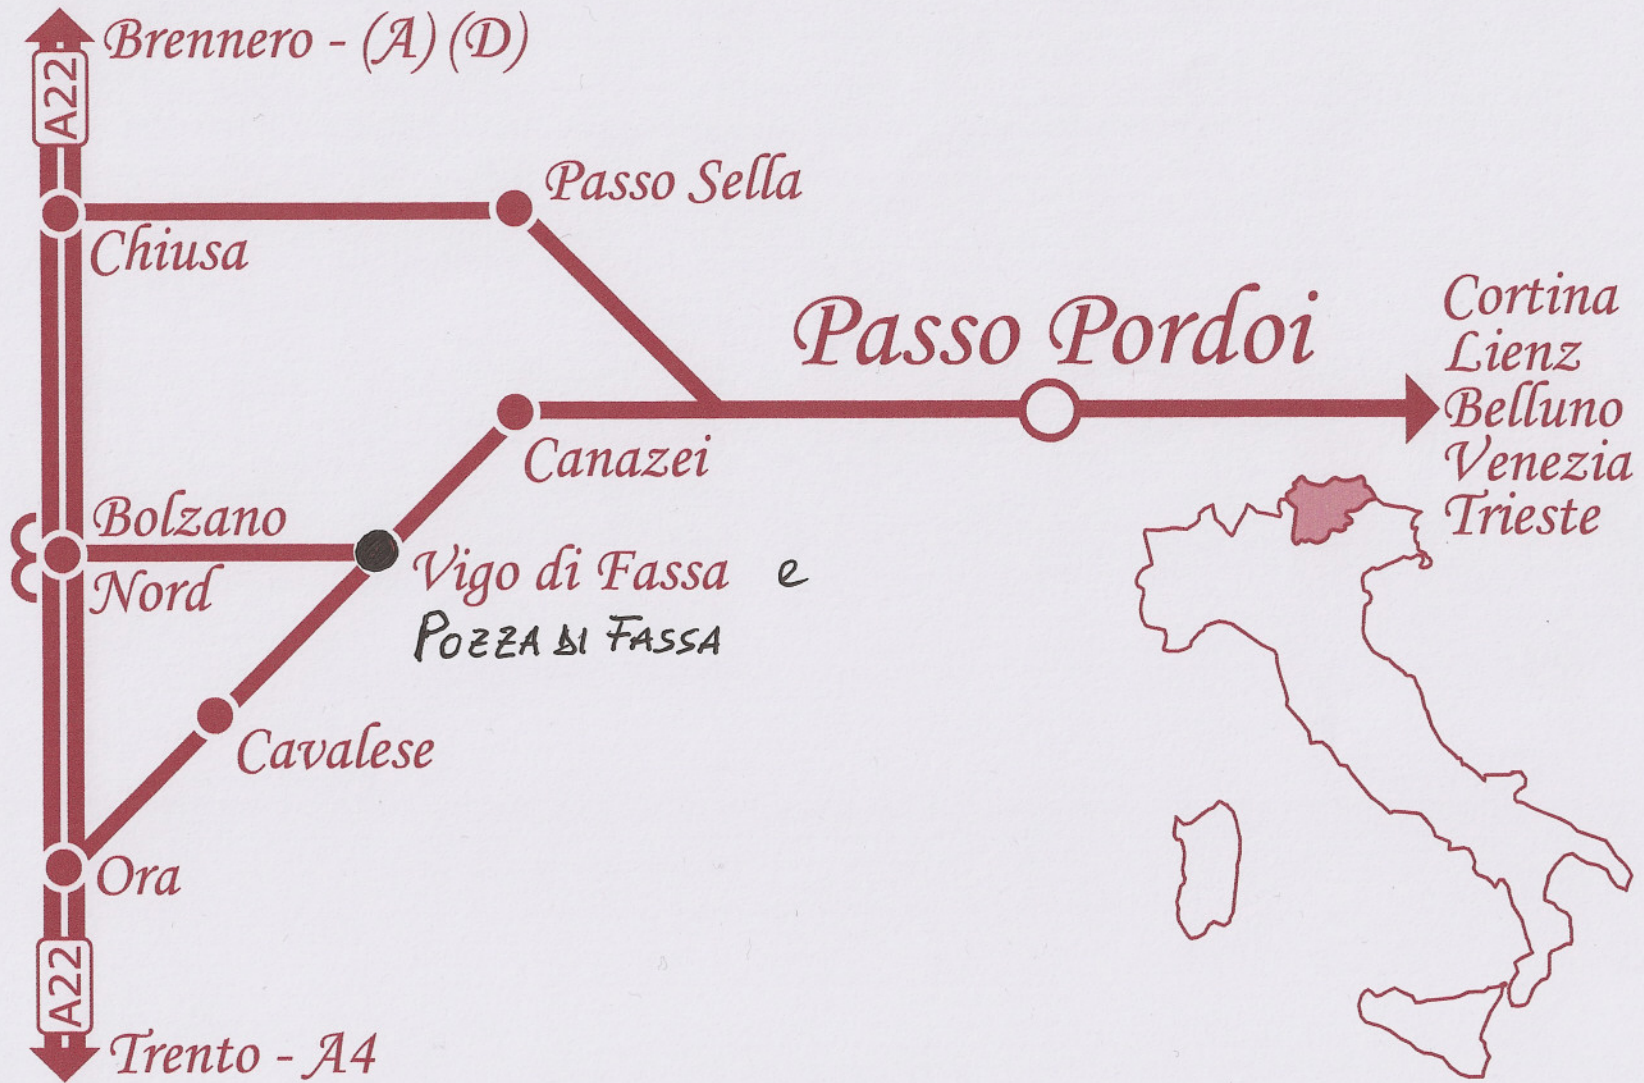 Brennero - (A) (D)
A22
Passo Sella
Chiusa
Passo Pordoi
Cortina
Lienz
Belluno
Venezia
Trieste
Canazei
Bolzano
Nord
Vigo di Fassa e
POZZA DI FASSA
Cavalese
Ora
A22
Trento - A4